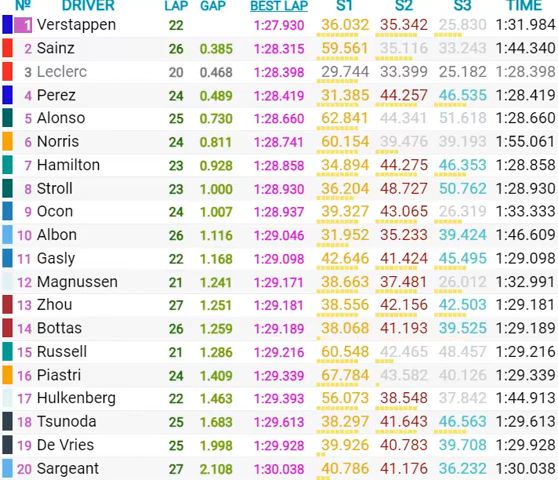 Nº DRIVER LAP GAP BEST LAP S1 S2 S3 TIME
1 Verstappen 22 1:27.930 36.032 35.342 25.830 1:31.984
2 Sainz 26 0.385 1:28.315 59.561 35.116 33.243 1:44.340
3 Leclerc 20 0.468 1:28.398 29.744 33.399 25.182 1:28.398
4 Perez 24 0.489 1:28.419 31.385 44.257 46.535 1:28.419
5 Alonso 25 0.730 1:28.660 62.841 44.341 51.618 1:28.660
6 Norris 24 0.811 1:28.741 60.154 39.476 39.193 1:55.061
7 Hamilton 23 0.928 1:28.858 34.894 44.275 46.353 1:28.858
8 Stroll 23 1.000 1:28.930 36.204 48.727 50.762 1:28.930
9 Ocon 24 1.007 1:28.937 39.327 43.065 26.319 1:33.333
10 Albon 26 1.116 1:29.046 31.952 35.233 39.424 1:46.609
11 Gasly 22 1.168 1:29.098 42.646 41.424 45.495 1:29.098
12 Magnussen 21 1.241 1:29.171 38.663 37.481 26.012 1:32.991
13 Zhou 27 1.251 1:29.181 38.556 42.156 42.503 1:29.181
14 Bottas 26 1.259 1:29.189 38.068 41.193 39.525 1:29.189
15 Russell 21 1.286 1:29.216 60.548 42.465 48.457 1:29.216
16 Piastri 24 1.409 1:29.339 67.784 43.582 40.126 1:29.339
17 Hulkenberg 22 1.463 1:29.393 56.073 38.548 37.842 1:44.913
18 Tsunoda 25 1.683 1:29.613 38.297 41.643 46.563 1:29.613
19 De Vries 25 1.998 1:29.928 39.926 40.783 39.708 1:29.928
20 Sargeant 27 2.108 1:30.038 40.786 41.176 36.232 1:30.038